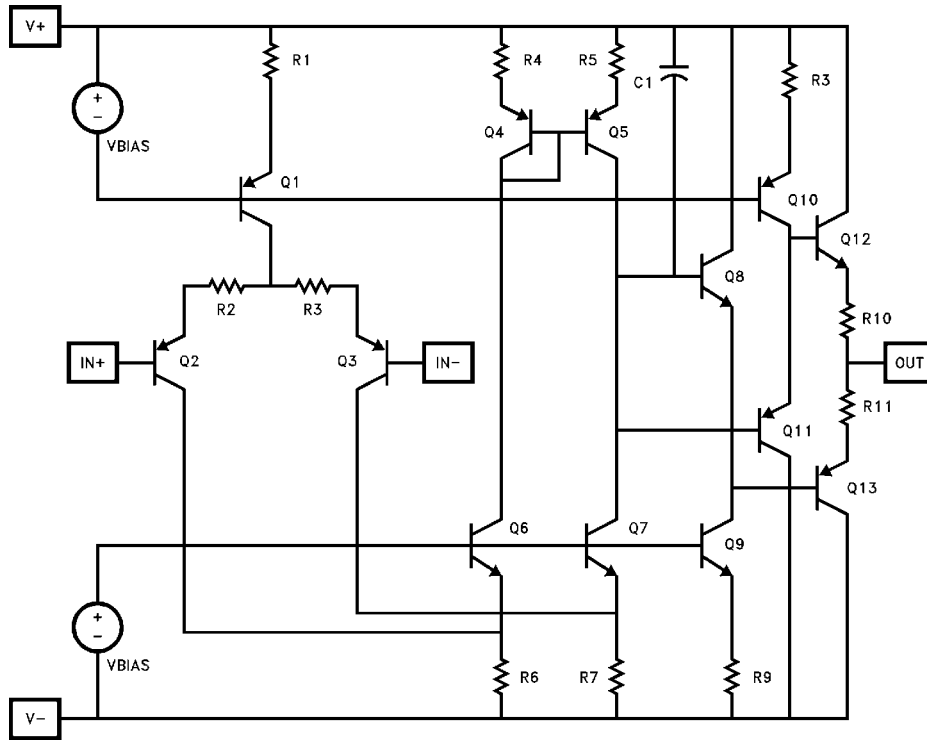 V+
R1
R4
R5
C1
R3
+
-
VBIAS
Q4
Q5
Q1
Q10
Q12
Q8
R2
R3
R10
IN+
Q2
Q3
IN-
OUT
R11
Q11
Q13
Q6
Q7
Q9
+
-
VBIAS
R6
R7
R9
V-